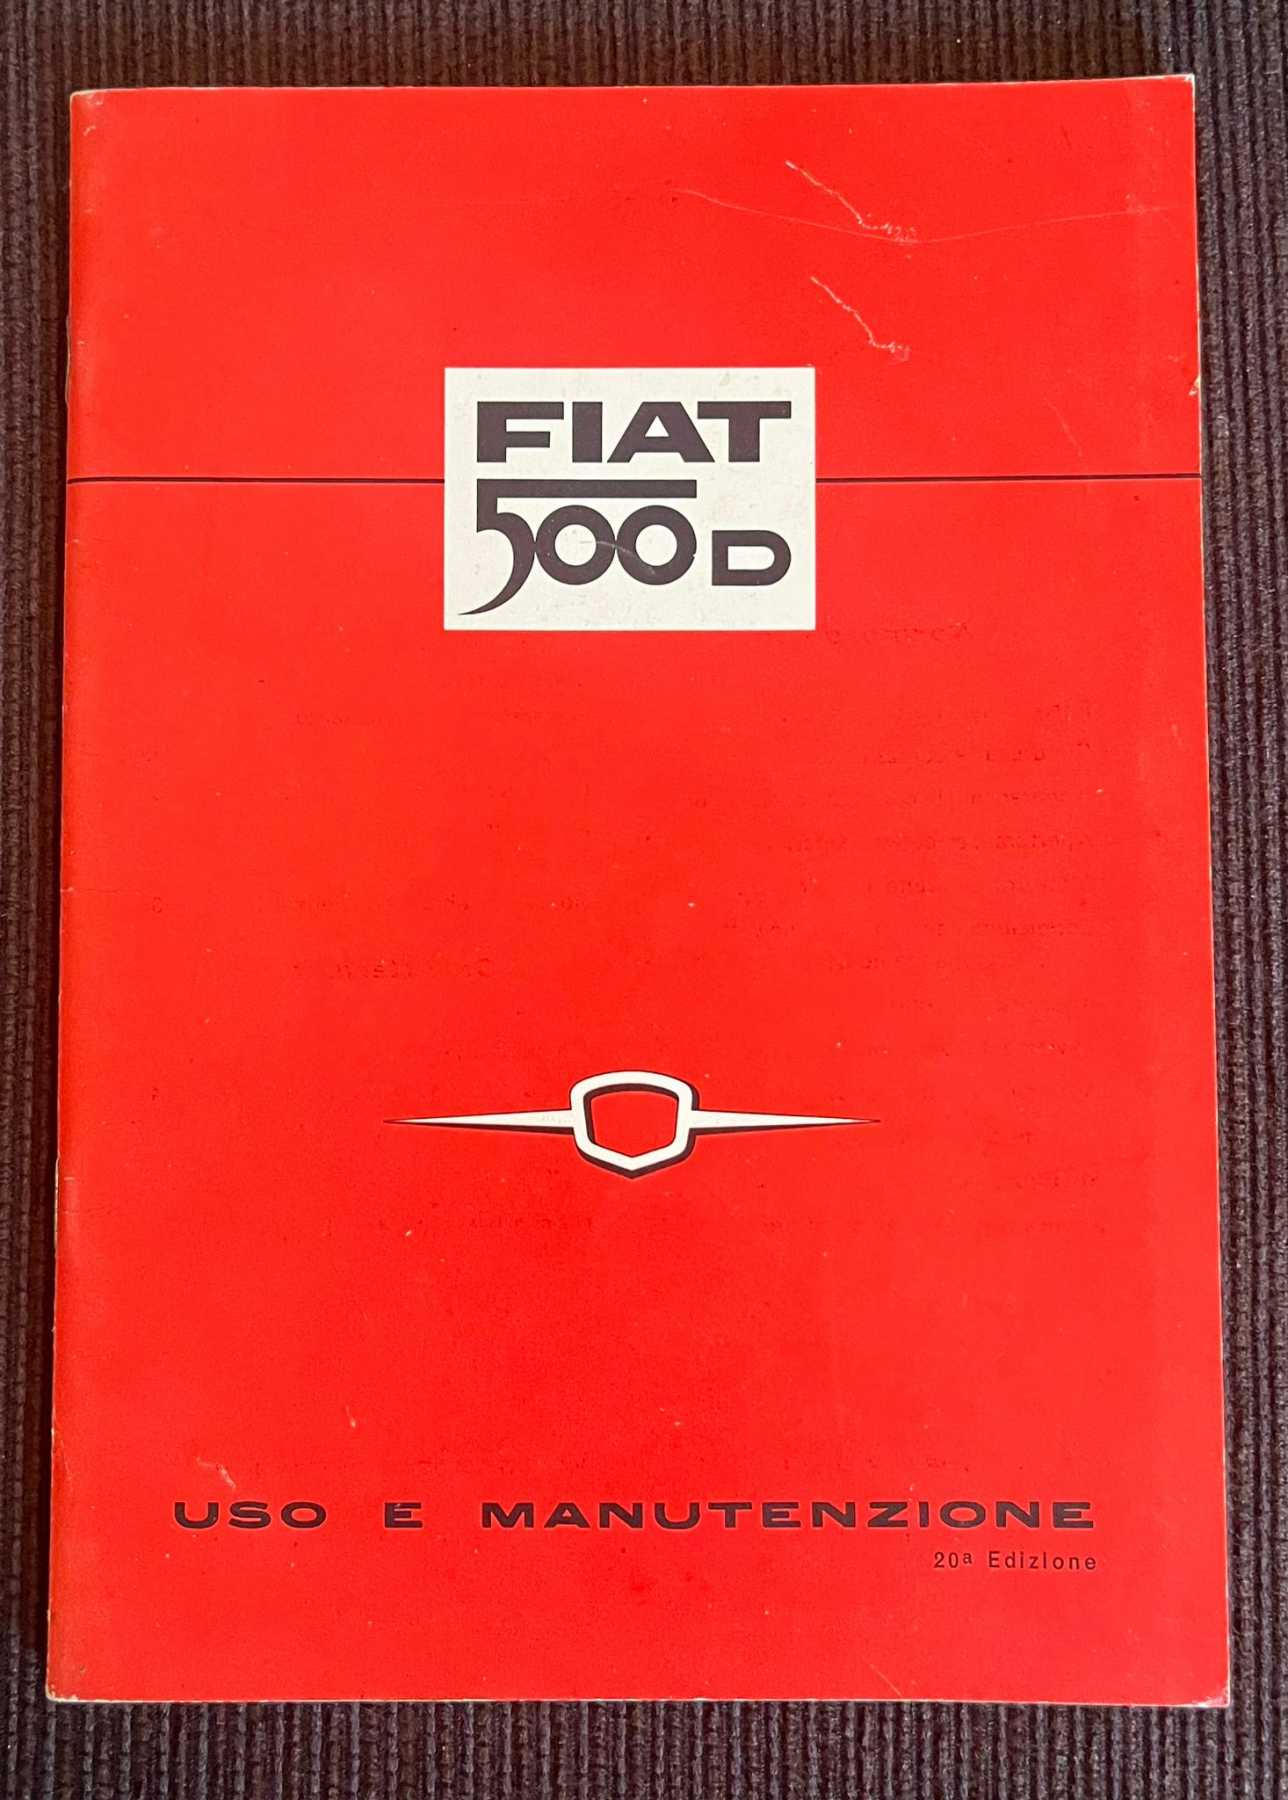 FIAT
500 D
USO E MANUTENZIONE
20ª Edizione